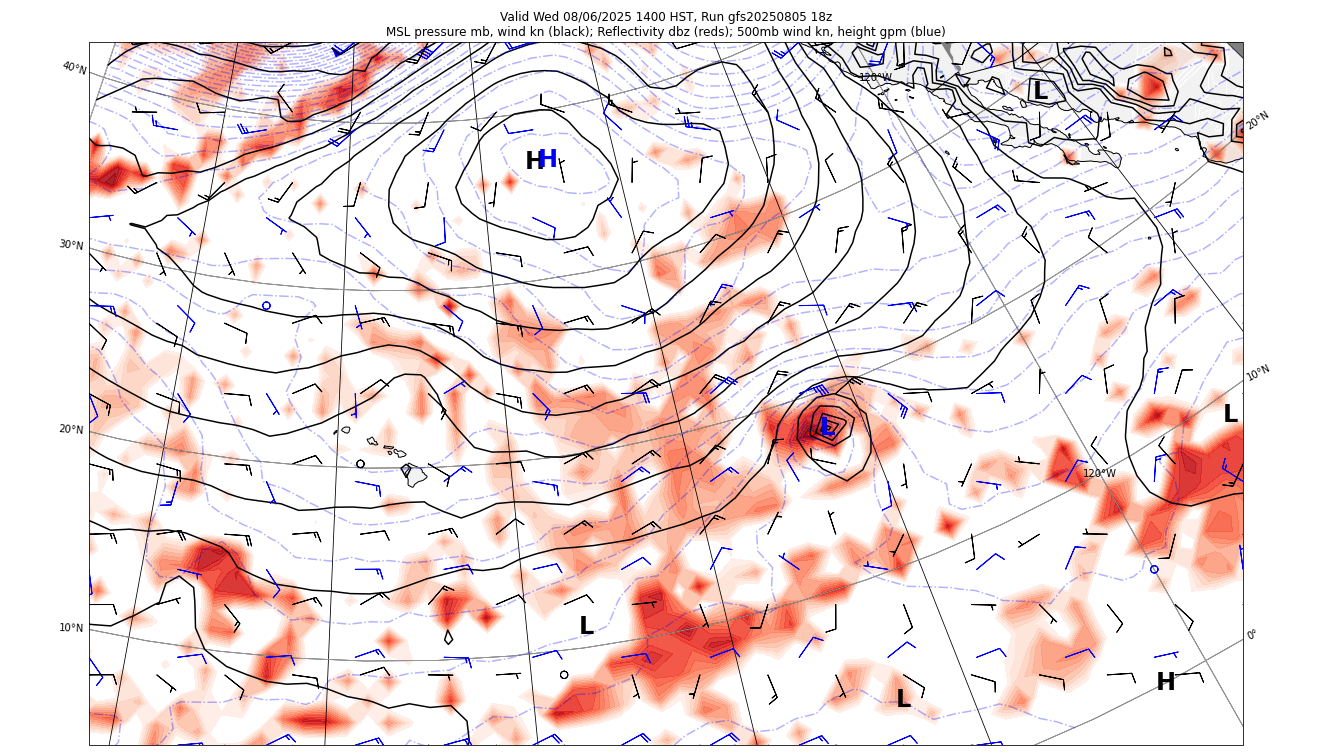 Valid Wed 08/06/2025 1400 HST, Run gfs20250805 18z
MSL pressure mb, wind kn (black); Reflectivity dbz (reds); 500mb wind kn, height gpm (blue)
40°N
120°W
L
20°N
H H
30°N
10°N
L
L
20°N
120°W
10°N
L
0°
H
L